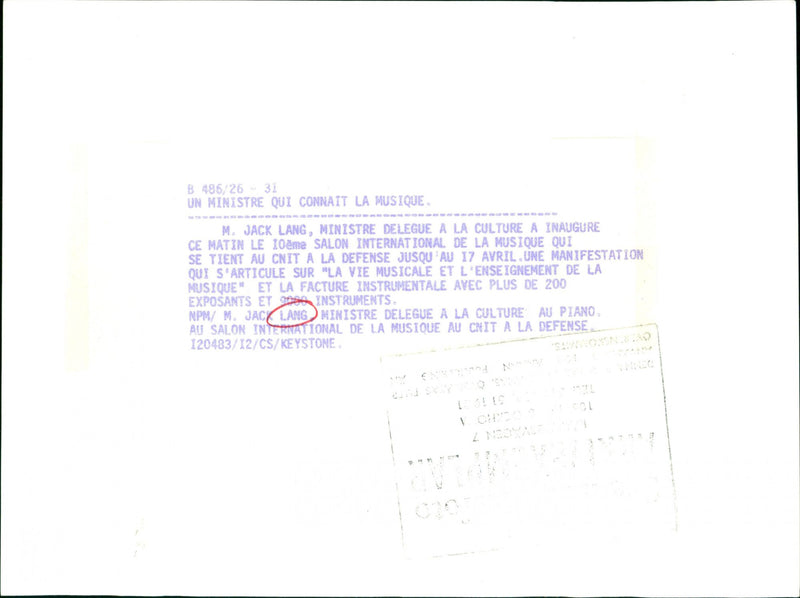 B 486/26 - 31
UN MINISTRE QUI CONNAIT LA MUSIQUE.
M. JACK LANG, MINISTRE DELEGUE A LA CULTURE A INAUGURE
CE MATIN LE I0ème SALON INTERNATIONAL DE LA MUSIQUE QUI
SE TIENT AU CNIT A LA DEFENSE JUSQU'AU I7 AVRIL.UNE MANIFESTATION
QUI S'ARTICULE SUR "LA VIE MUSICALE ET L'ENSEIGNEMENT DE LA
MUSIQUE" ET LA FACTURE INSTRUMENTALE AVEC PLUS DE 200
EXPOSANTS ET 9000 INSTRUMENTS.
NPM/ M. JACK LANG, MINISTRE DELEGUE A LA CULTURE AU PIANO.
AU SALON INTERNATIONAL DE LA MUSIQUE AU CNIT A LA DEFENSE.
I20483/I2/CS/KEYSTONE.